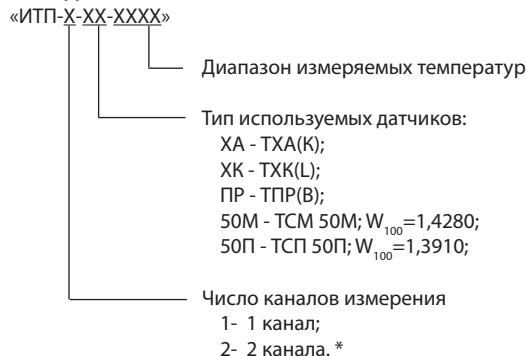 «ИТП-Х-ХХ-ХХХХ»
Диапазон измеряемых температур
Тип используемых датчиков:
ХА - ТХА(К);
ХК - ТХК(L);
ПР - ТПР(В);
50М - ТСМ 50М; W100=1,4280;
50П - ТСП 50П; W100=1,3910;
Число каналов измерения
1- 1 канал;
2- 2 канала. *